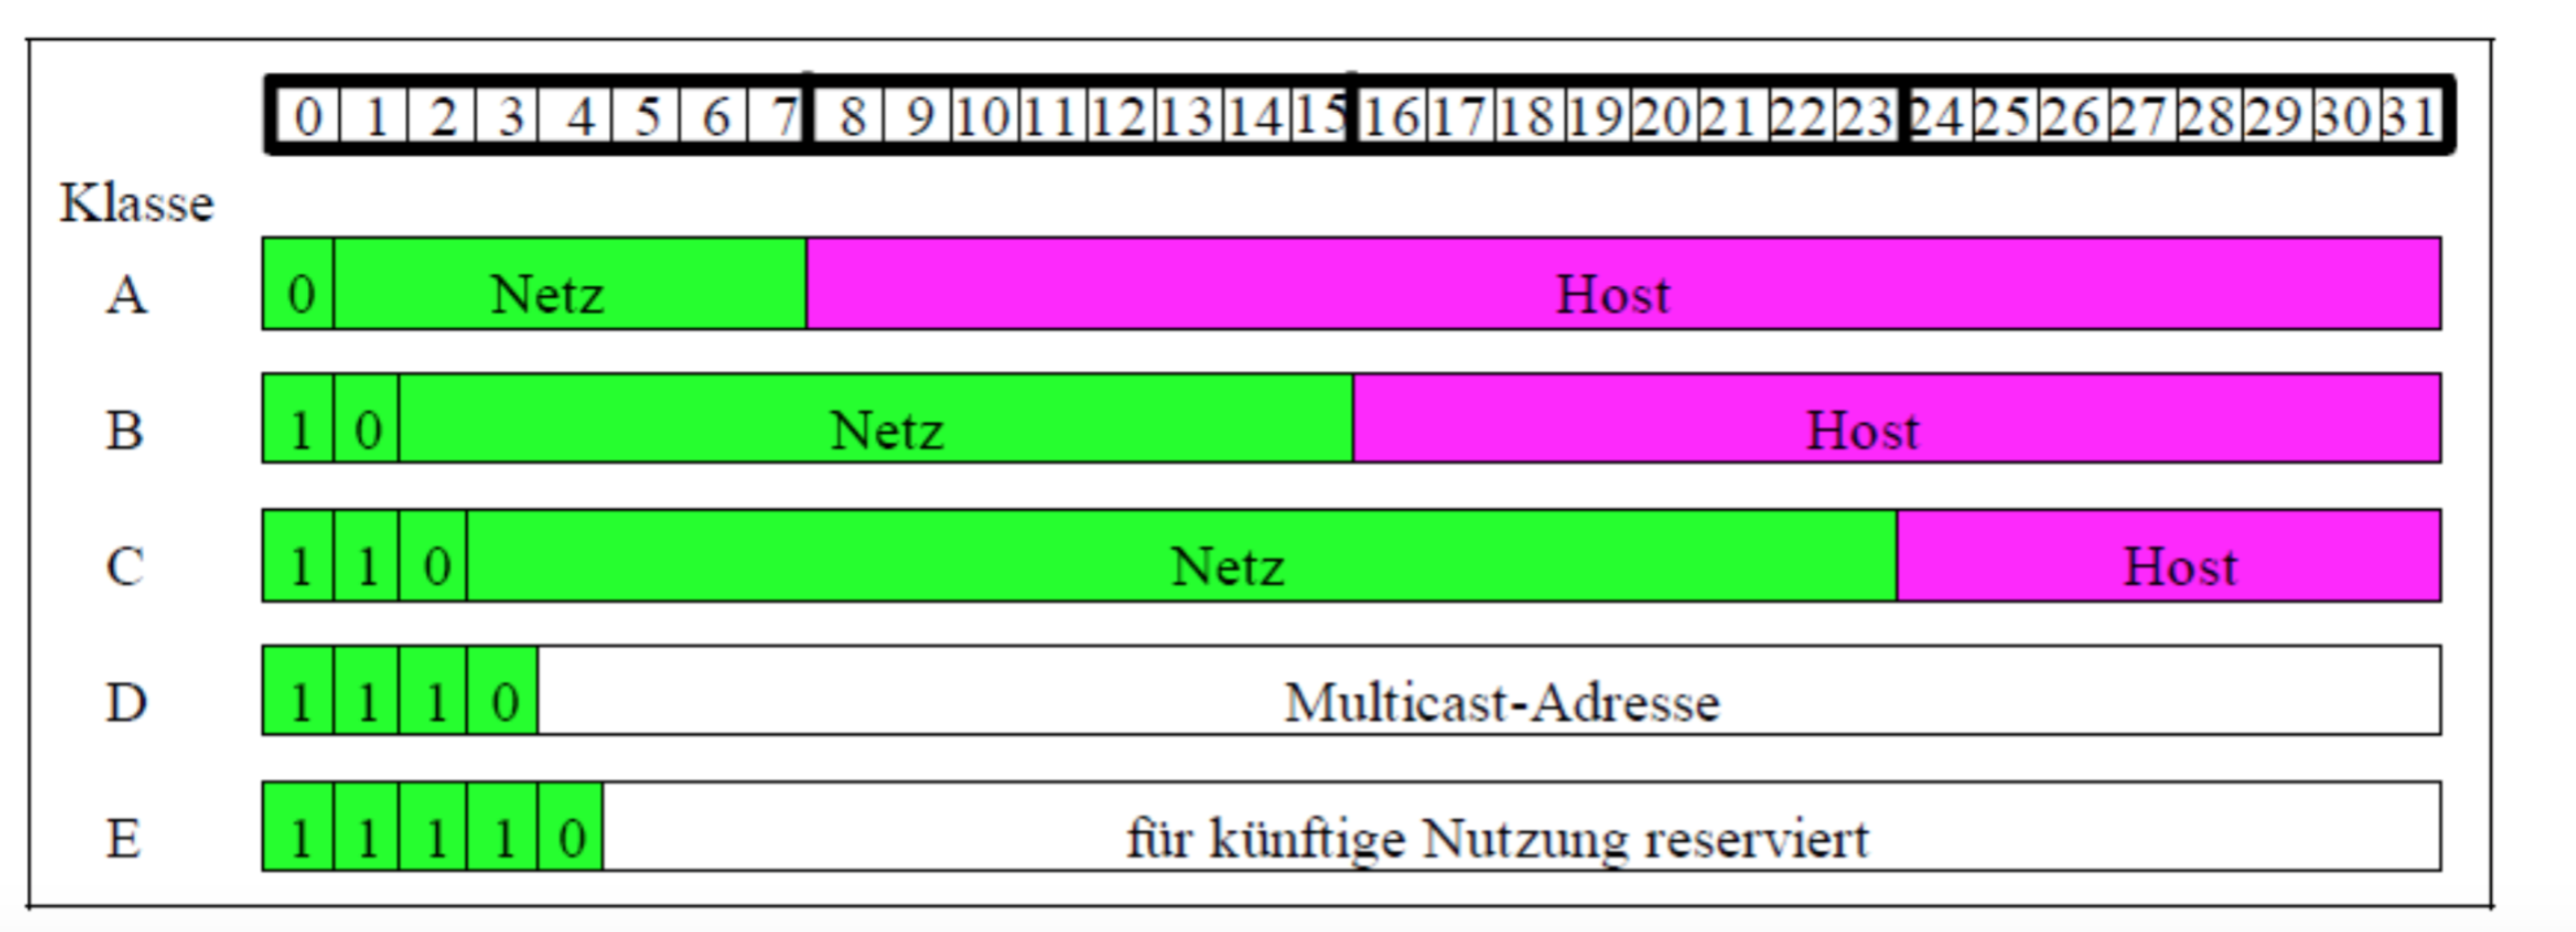 0 1 2 3 4 5 6 7 8 9 10 11 12 13 14 15 16 17 18 19 20 21 22 23 24 25 26 27 28 29 30 31
Klasse
A 0 Netz Host
B 1 0 Netz Host
C 1 1 0 Netz Host
D 1 1 1 0 Multicast-Adresse
E 1 1 1 1 0 für künftige Nutzung reserviert